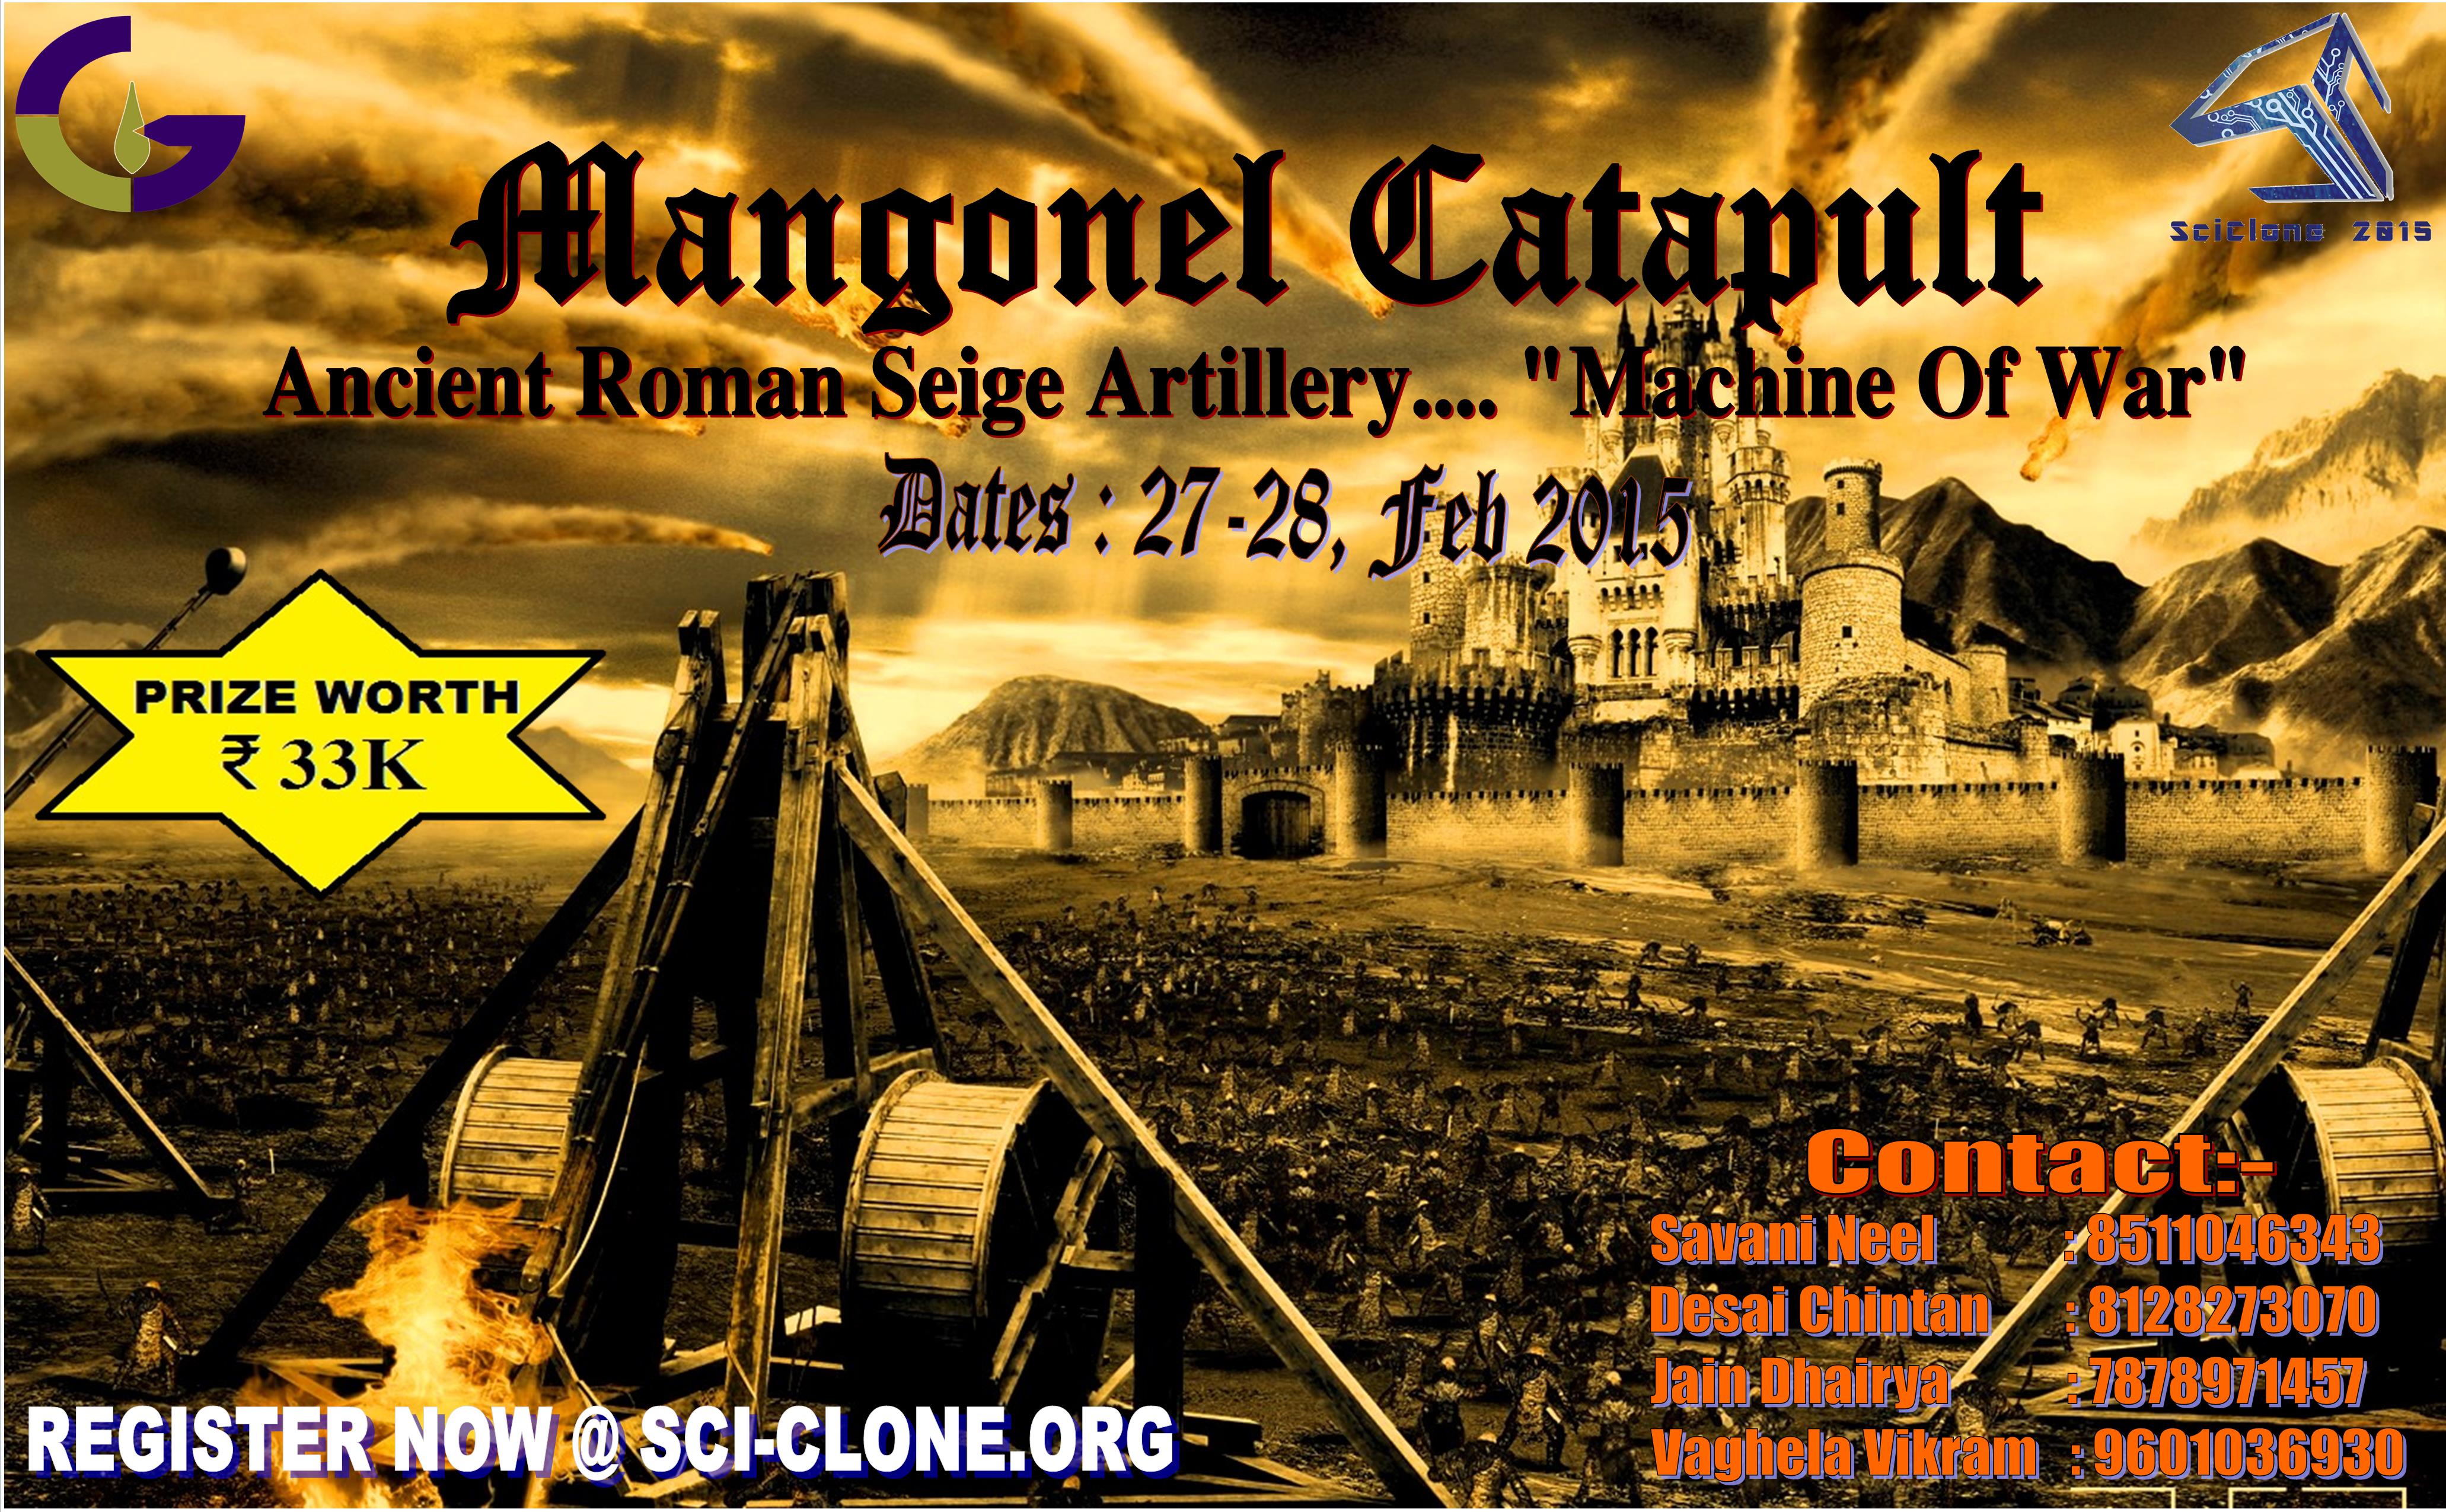 SciClone 2015
Mangonel Catapult
Ancient Roman Seige Artillery.... "Machine Of War"
Dates : 27-28, Feb 2015
PRIZE WORTH
₹ 33K
Contact:-
Savani Neel : 8511046343
Desai Chintan : 8128273070
Jain Dhairya : 7878971457
Vaghela Vikram : 9601036930
REGISTER NOW @ SCI-CLONE.ORG